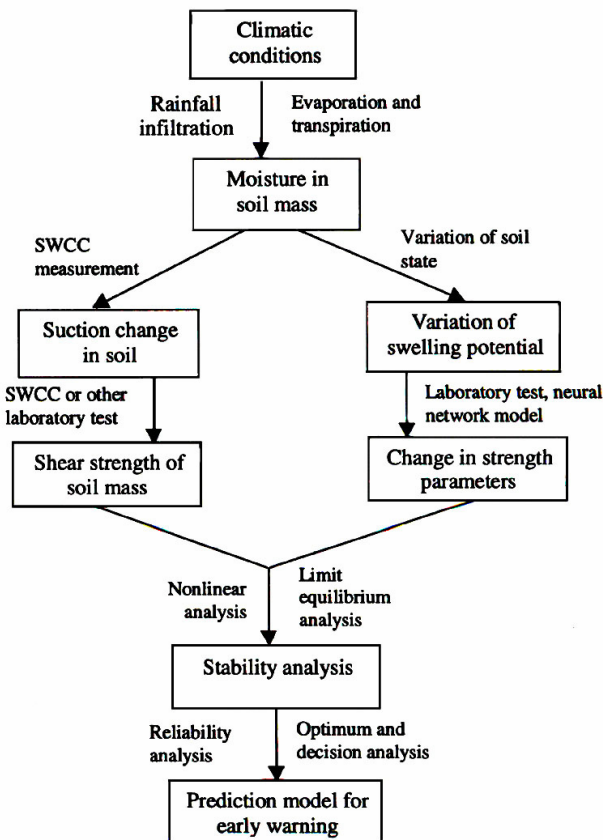 Climatic
conditions
Rainfall
infiltration
Evaporation and
transpiration
Moisture in
soil mass
SWCC
measurement
Variation of soil
state
Suction change
in soil
Variation of
swelling potential
SWCC or other
laboratory test
Laboratory test, neural
network model
Shear strength of
soil mass
Change in strength
parameters
Nonlinear
analysis
Limit
equilibrium
analysis
Stability analysis
Reliability
analysis
Optimum and
decision analysis
Prediction model for
early warning